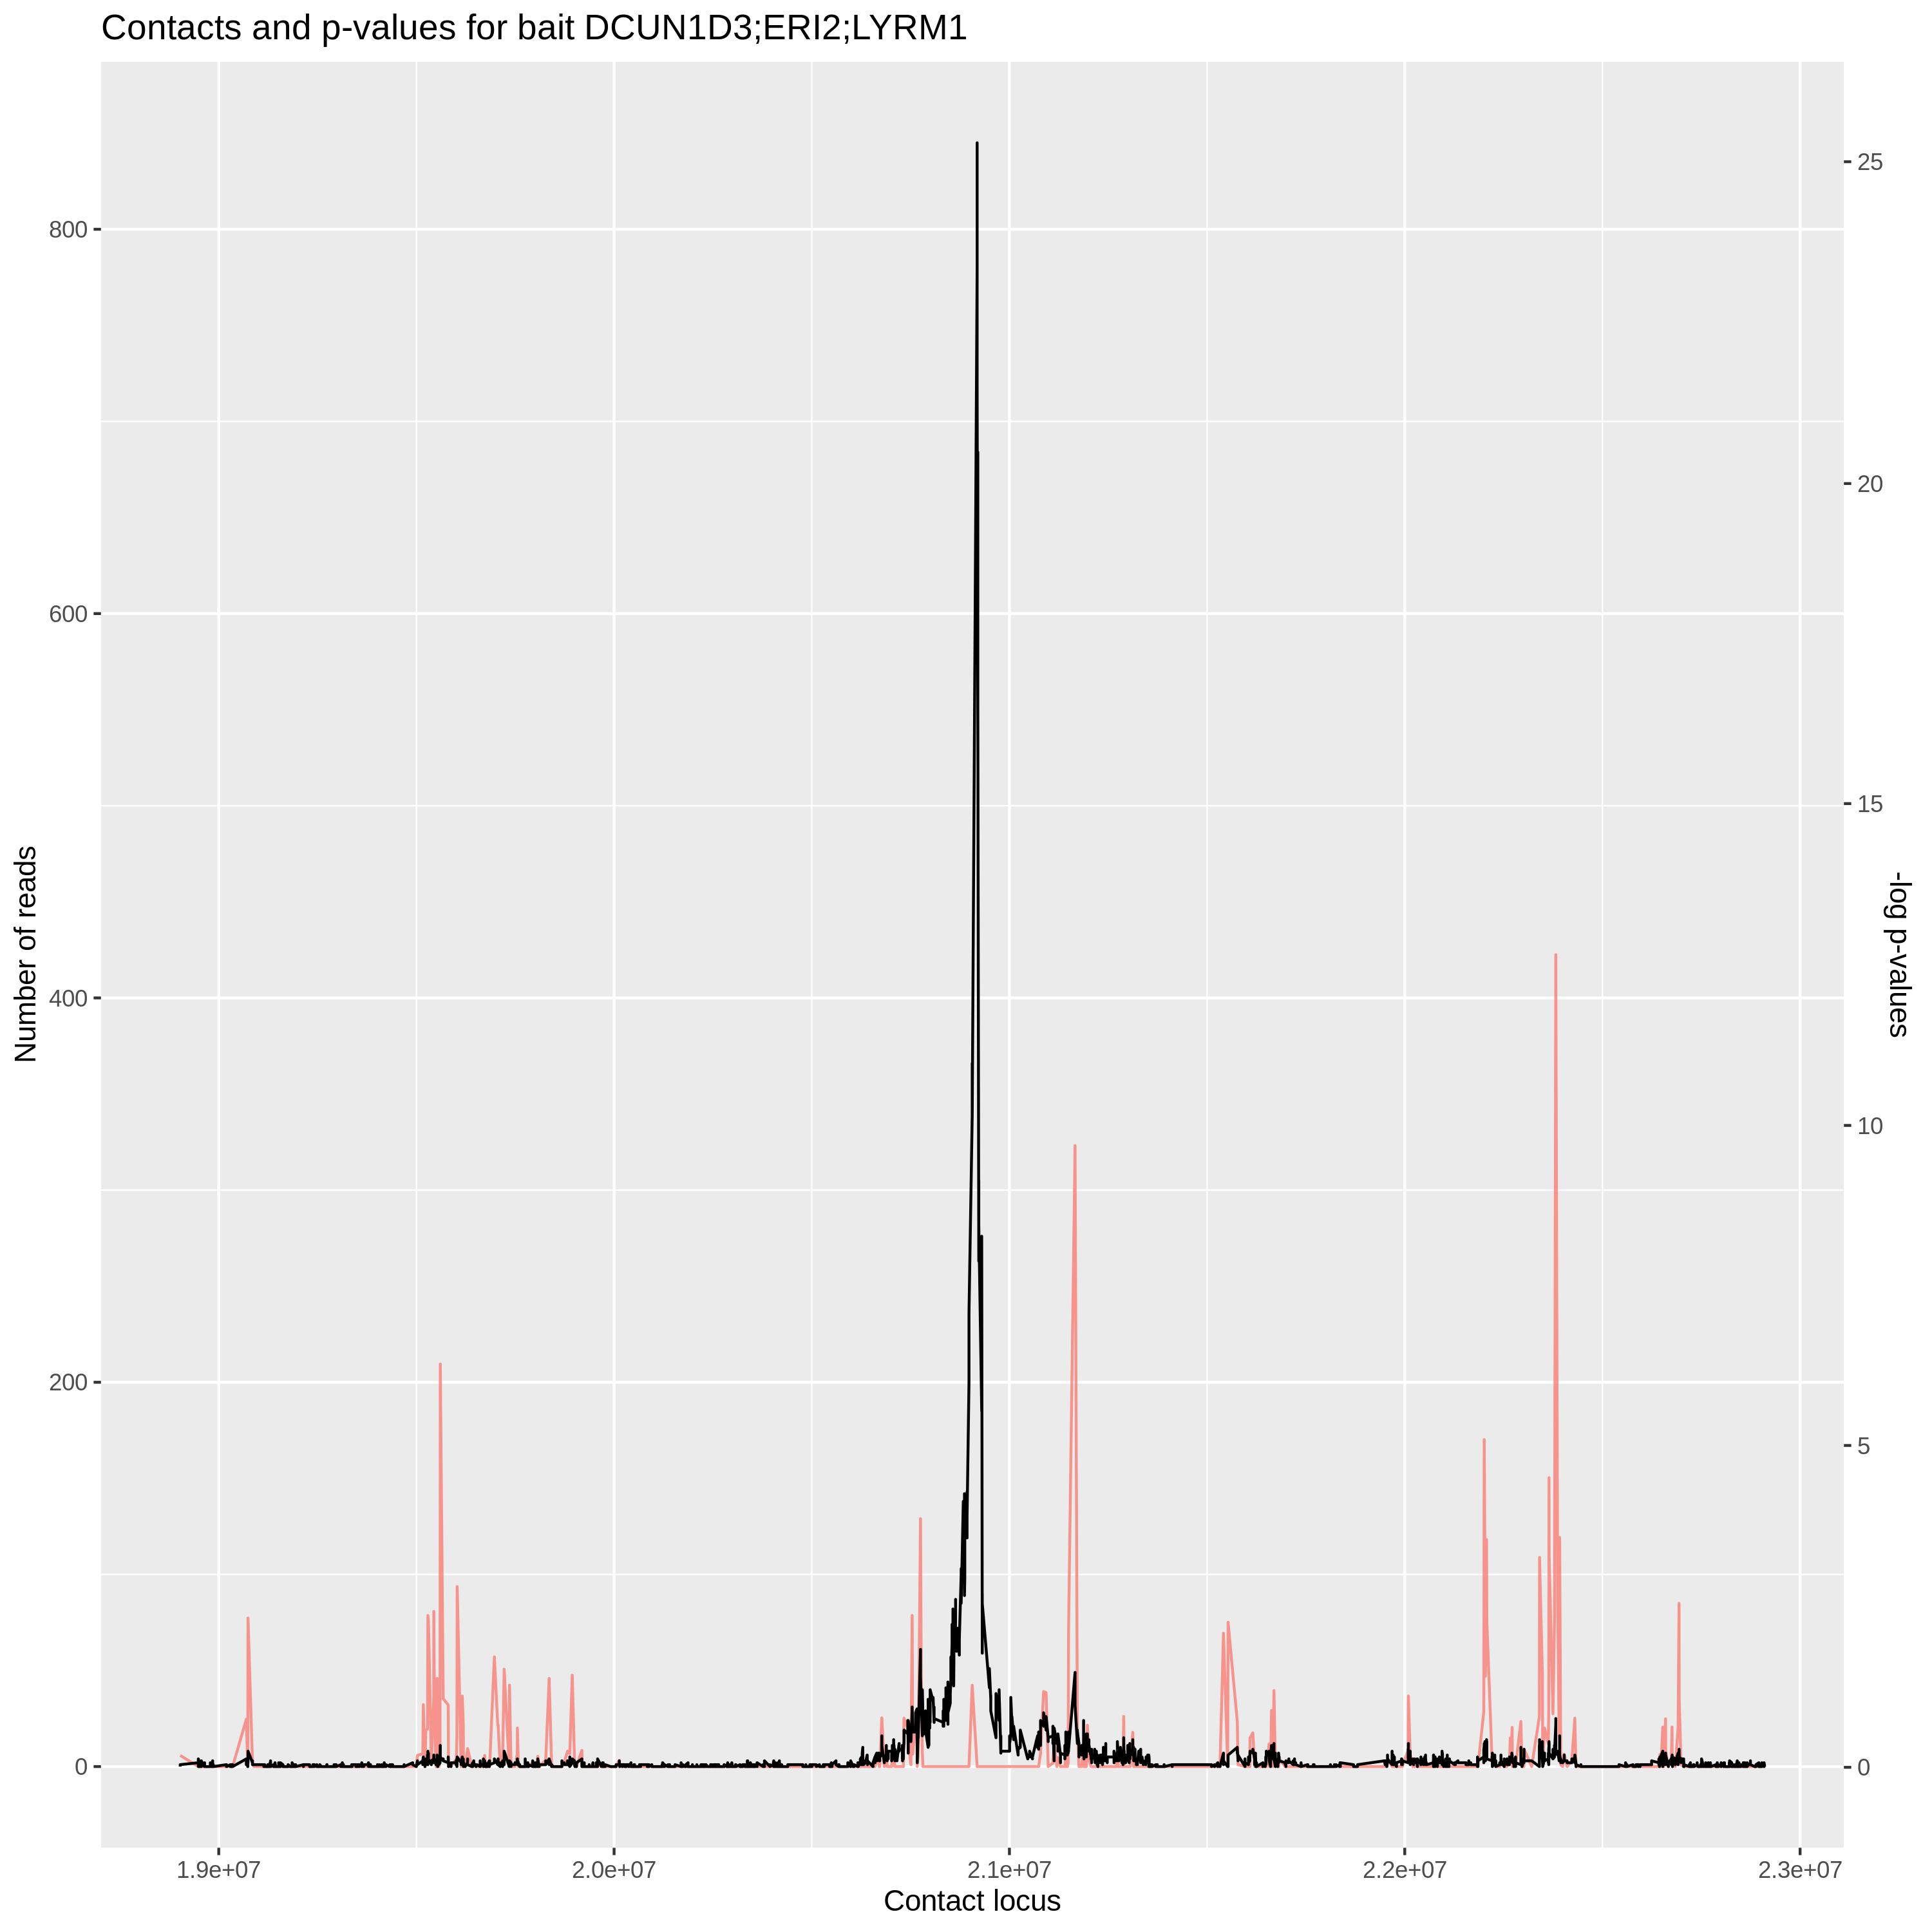 Contacts and p-values for bait DCUN1D3;ERI2;LYRM1
800
600
400
200
0
Number of reads
25
20
15
10
5
0
-log p-values
1.9e+07
2.0e+07
2.1e+07
2.2e+07
2.3e+07
Contact locus